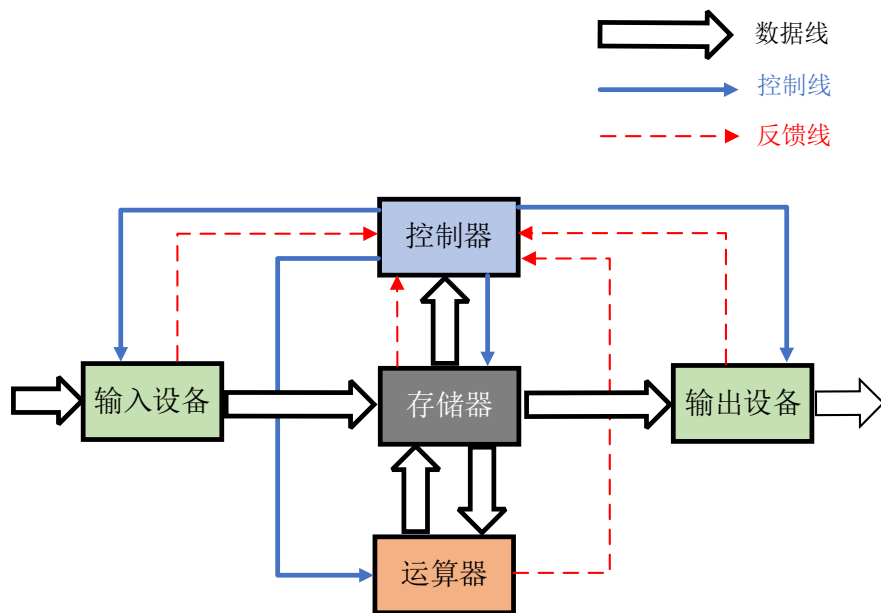 数据线
控制线
反馈线
控制器
输入设备
存储器
输出设备
运算器